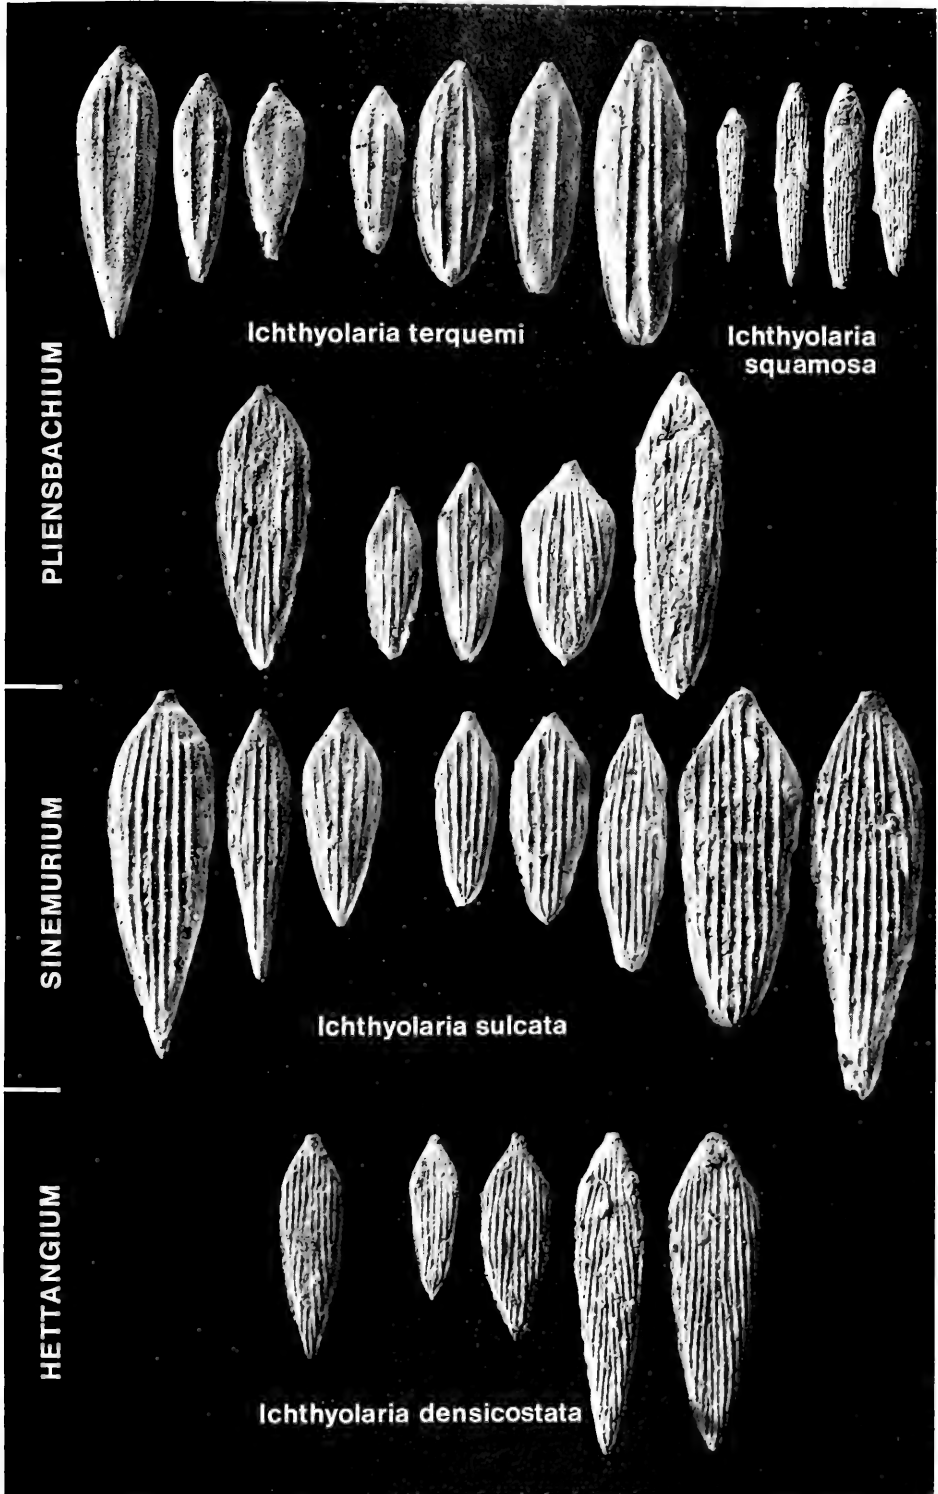 Ichthyolaria terquemi
Ichthyolaria
squamosa
PLIENSBACHIUM
SINEMURIUM
Ichthyolaria sulcata
HETTANGIUM
Ichthyolaria densicostata